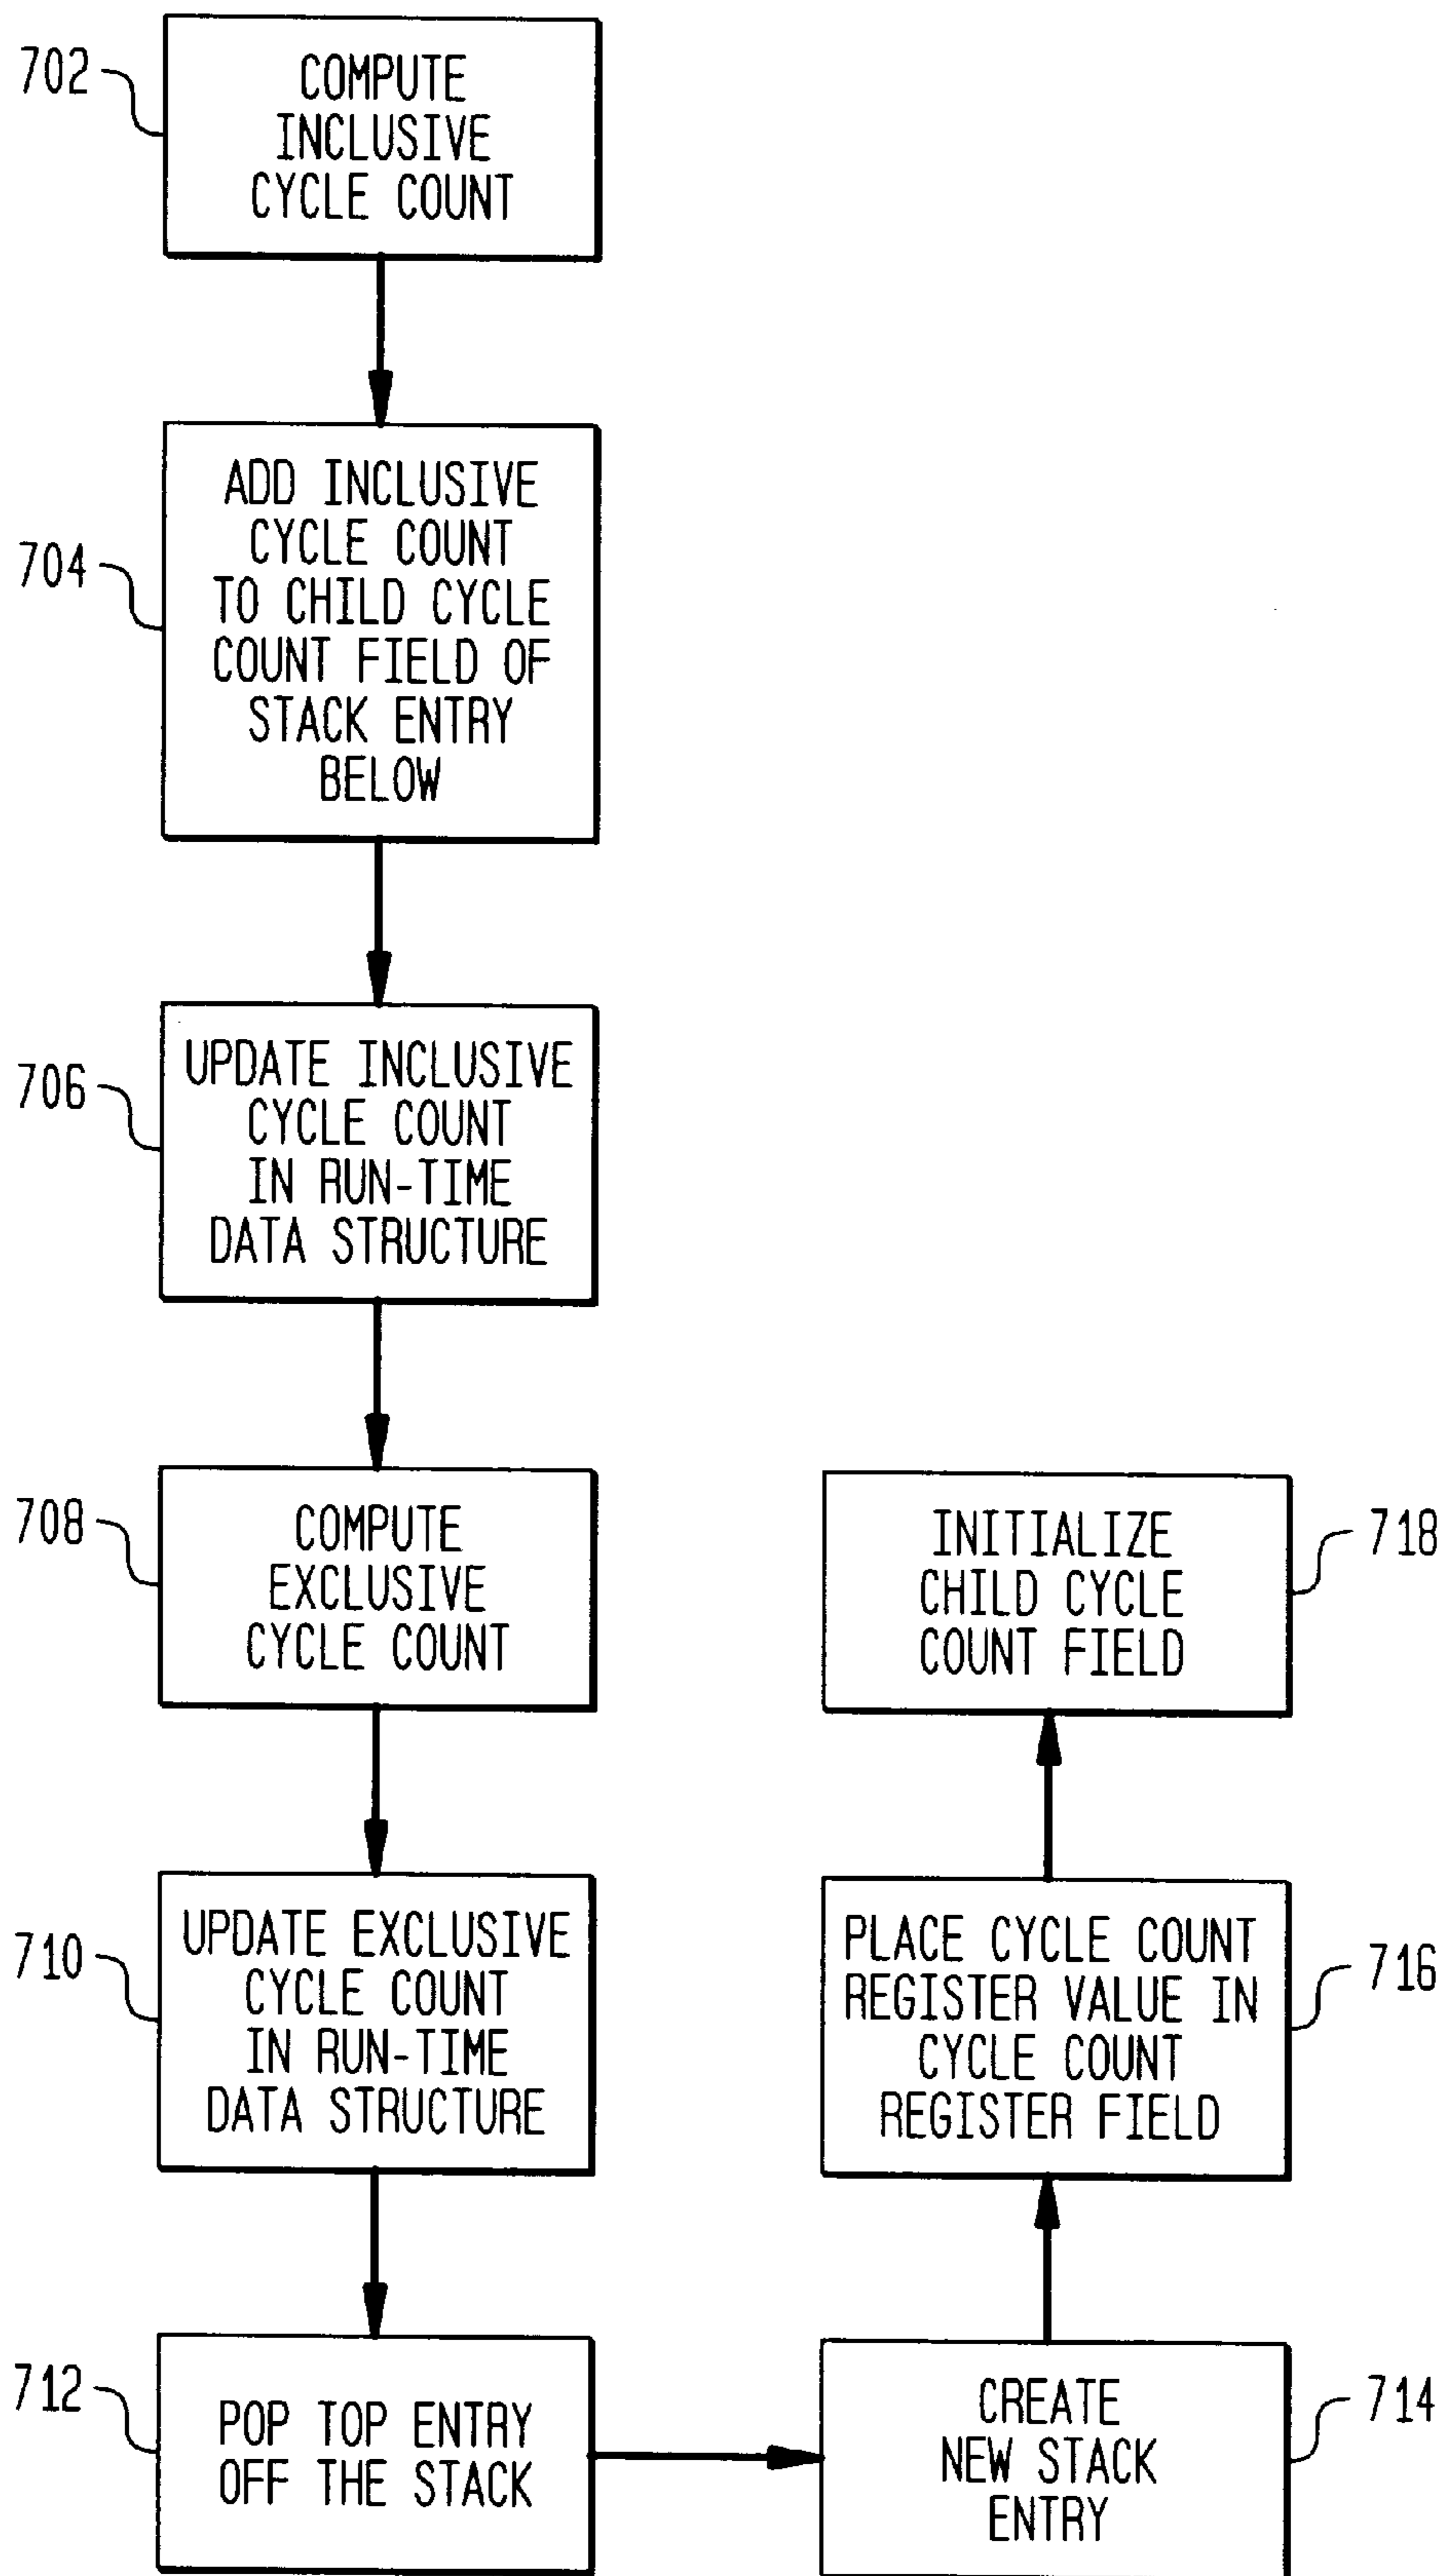 702
COMPUTE
INCLUSIVE
CYCLE COUNT
704
ADD INCLUSIVE
CYCLE COUNT
TO CHILD CYCLE
COUNT FIELD OF
STACK ENTRY
BELOW
706
UPDATE INCLUSIVE
CYCLE COUNT
IN RUN-TIME
DATA STRUCTURE
708
COMPUTE
EXCLUSIVE
CYCLE COUNT
710
UPDATE EXCLUSIVE
CYCLE COUNT
IN RUN-TIME
DATA STRUCTURE
712
POP TOP ENTRY
OFF THE STACK
CREATE
NEW STACK
ENTRY
714
PLACE CYCLE COUNT
REGISTER VALUE IN
CYCLE COUNT
REGISTER FIELD
716
INITIALIZE
CHILD CYCLE
COUNT FIELD
718